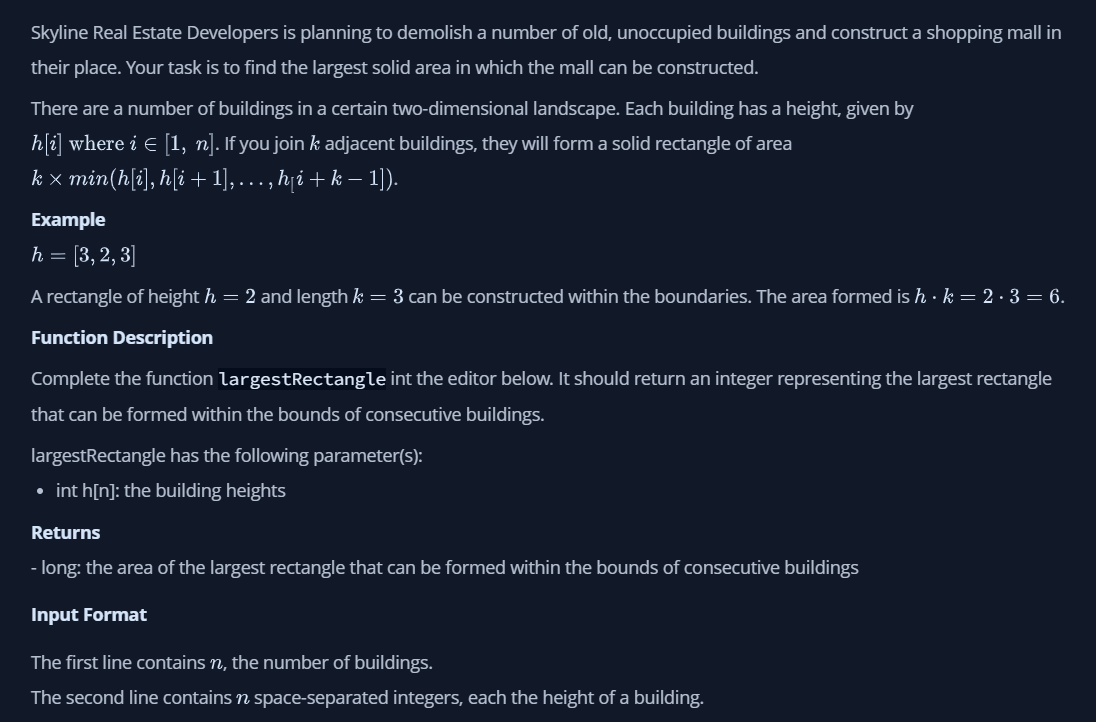 Skyline Real Estate Developers is planning to demolish a number of old, unoccupied buildings and construct a shopping mall in
their place. Your task is to find the largest solid area in which the mall can be constructed.
There are a number of buildings in a certain two-dimensional landscape. Each building has a height, given by
h[i] where i ∈ [1, n]. If you join k adjacent buildings, they will form a solid rectangle of area
k × min(h[i], h[i + 1], . . . , h[i + k − 1]).
Example
h = [3, 2, 3]
A rectangle of height h = 2 and length k = 3 can be constructed within the boundaries. The area formed is h · k = 2 · 3 = 6.
Function Description
Complete the function largestRectangle int the editor below. It should return an integer representing the largest rectangle
that can be formed within the bounds of consecutive buildings.
largestRectangle has the following parameter(s):
• int h[n]: the building heights
Returns
- long: the area of the largest rectangle that can be formed within the bounds of consecutive buildings
Input Format
The first line contains n, the number of buildings.
The second line contains n space-separated integers, each the height of a building.